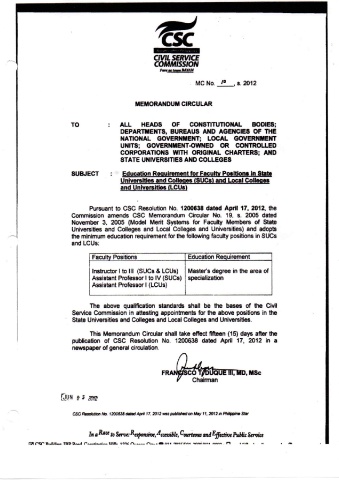 CSC
CIVIL SERVICE
COMMISSION
MC No. 10, s. 2012
MEMORANDUM CIRCULAR
TO : ALL HEADS OF CONSTITUTIONAL BODIES;
DEPARTMENTS, BUREAUS AND AGENCIES OF THE
NATIONAL GOVERNMENT; LOCAL GOVERNMENT
UNITS; GOVERNMENT-OWNED OR CONTROLLED
CORPORATIONS WITH ORIGINAL CHARTERS; AND
STATE UNIVERSITIES AND COLLEGES
SUBJECT : Education Requirement for Faculty Positions in State
Universities and Colleges (SUCs) and Local Colleges
and Universities (LCUs)
Pursuant to CSC Resolution No. 1200638 dated April 17, 2012, the
Commission amends CSC Memorandum Circular No. 19, s. 2005 dated
November 3, 2005 (Model Merit Systems for Faculty Members of State
Universities and Colleges and Local Colleges and Universities) and adopts
the minimum education requirement for the following faculty positions in SUCs
and LCUs:
Faculty Positions Education Requirement
Instructor I to III (SUCs & LCUs) Master's degree in the area of
Assistant Professor I to IV (SUCs) specialization
Assistant Professor I (LCUs)
The above qualification standards shall be the bases of the Civil
Service Commission in attesting appointments for the above positions in the
State Universities and Colleges and Local Colleges and Universities.
This Memorandum Circular shall take effect fifteen (15) days after the
publication of CSC Resolution No. 1200638 dated April 17, 2012 in a
newspaper of general circulation.
FRANCISCO T. DUQUE III, MD, MSc
Chairman
JUN 2012
CSC Resolution No. 1200638 dated April 17, 2012 was published on May 11, 2012 in Philippine Star
In a Race to Serve: Responsive, Accessible, Courteous and Effective Public Service
CSC Building